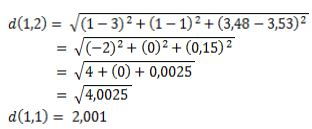 d(1,2) = √(1 − 3)² + (1 − 1)² + (3,48 − 3,53)²
= √(−2)² + (0)² + (0,15)²
= √4 + (0) + 0,0025
= √4,0025
d(1,1) = 2,001